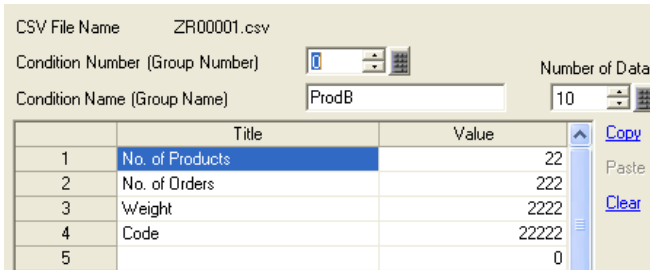 CSV File Name ZR00001.csv
Condition Number (Group Number) 0
Number of Data
Condition Name (Group Name) ProdB 10
Title Value Copy
1 No. of Products 22 Paste
2 No. of Orders 222
3 Weight 2222 Clear
4 Code 22222
5 0